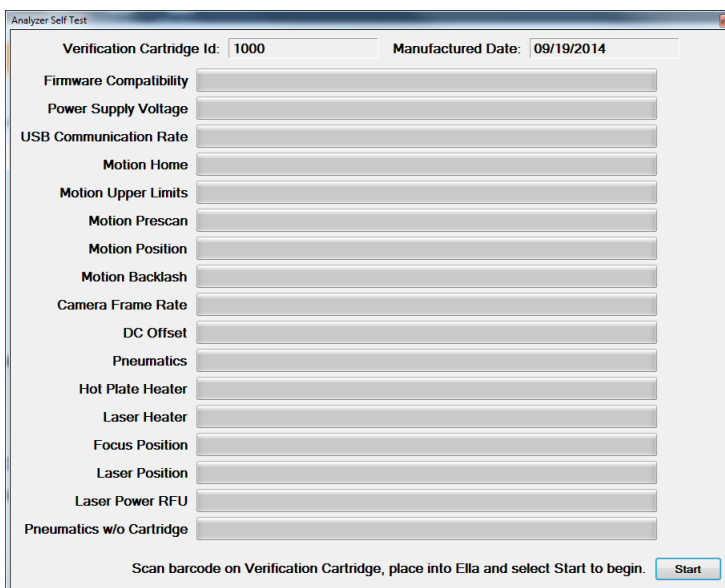 Analyzer Self Test
Verification Cartridge Id: 1000 Manufactured Date: 09/19/2014
Firmware Compatibility
Power Supply Voltage
USB Communication Rate
Motion Home
Motion Upper Limits
Motion Prescan
Motion Position
Motion Backlash
Camera Frame Rate
DC Offset
Pneumatics
Hot Plate Heater
Laser Heater
Focus Position
Laser Position
Laser Power RFU
Pneumatics w/o Cartridge
Scan barcode on Verification Cartridge, place into Ella and select Start to begin. Start